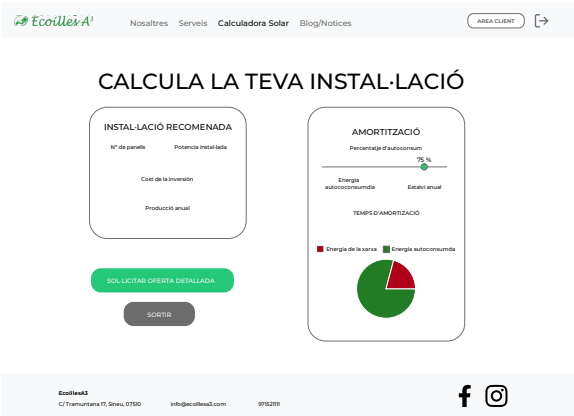 Ecoilles A³
Nosaltres Serveis Calculadora Solar Blog/Notices
AREA CLIENT
CALCULA LA TEVA INSTAL·LACIÓ
INSTAL·LACIÓ RECOMENADA
Nº de panells Potencia instal·lada
Cost de la inversión
Producció anual
SOL·LICITAR OFERTA DETALLADA
SORTIR
AMORTITZACIÓ
Percentatje d'autoconsum
75 %
Energia
autococonsumdia Estalvi anual
TEMPS D'AMORTIZACIÓ
Energia de la xarxa Energia autoconsumda
EcoillesA3
C/ Tramuntana 17, Sineu, 07510 info@ecoillesa3.com 971521111